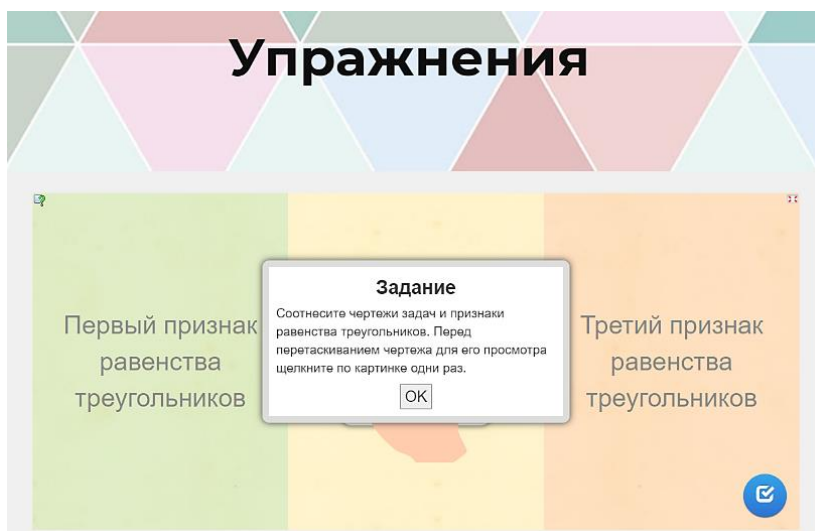 Упражнения
Задание
Соотнесите чертежи задач и признаки
равенства треугольников. Перед
перетаскиванием чертежа для его просмотра
щелкните по картинке одни раз.
OK
Первый признак
равенства
треугольников
Третий признак
равенства
треугольников